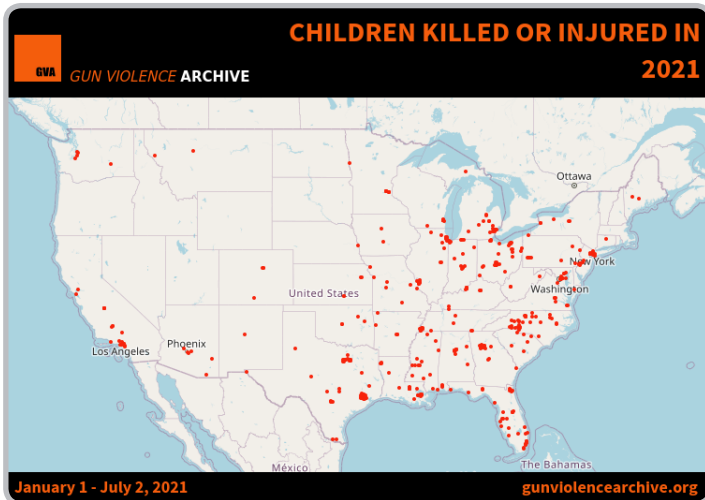 CHILDREN KILLED OR INJURED IN
2021
GVA
GUN VIOLENCE ARCHIVE
Ottawa
New York
Washington
United States
Phoenix
Los Angeles
México
The Bahamas
January 1 - July 2, 2021
gunviolencearchive.org